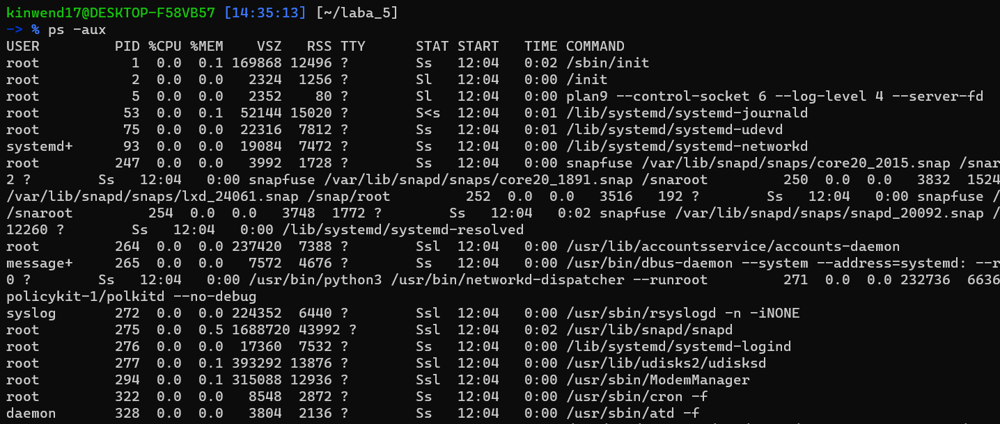 kinwend17@DESKTOP-F58VB57 [14:35:13] [~/laba_5]
-> % ps -aux
USER         PID %CPU %MEM    VSZ   RSS TTY      STAT START   TIME COMMAND
root           1  0.0  0.1 169868 12496 ?        Ss   12:04   0:02 /sbin/init
root           2  0.0  0.0   2324  1256 ?        Sl   12:04   0:00 /init
root           5  0.0  0.0   2352    80 ?        Sl   12:04   0:00 plan9 --control-socket 6 --log-level 4 --server-fd
root          53  0.0  0.1  52144 15020 ?        S<s  12:04   0:01 /lib/systemd/systemd-journald
root          75  0.0  0.0  22316  7812 ?        Ss   12:04   0:01 /lib/systemd/systemd-udevd
systemd+      93  0.0  0.0  19084  7472 ?        Ss   12:04   0:00 /lib/systemd/systemd-networkd
root         247  0.0  0.0   3992  1728 ?        Ss   12:04   0:00 snapfuse /var/lib/snapd/snaps/core20_2015.snap /snar
2 ?        Ss   12:04   0:00 snapfuse /var/lib/snapd/snaps/core20_1891.snap /snaroot         250  0.0  0.0   3832  1524
/var/lib/snapd/snaps/lxd_24061.snap /snap/root         252  0.0  0.0   3516   192 ?        Ss   12:04   0:00 snapfuse /
/snaroot         254  0.0  0.0   3748  1772 ?        Ss   12:04   0:02 snapfuse /var/lib/snapd/snaps/snapd_20092.snap /
12260 ?        Ss   12:04   0:00 /lib/systemd/systemd-resolved
root         264  0.0  0.0 237420  7388 ?        Ssl  12:04   0:00 /usr/lib/accountsservice/accounts-daemon
message+     265  0.0  0.0   7572  4676 ?        Ss   12:04   0:00 /usr/bin/dbus-daemon --system --address=systemd: --r
0 ?        Ss   12:04   0:00 /usr/bin/python3 /usr/bin/networkd-dispatcher --runroot         271  0.0  0.0 232736  6636
policykit-1/polkitd --no-debug
syslog       272  0.0  0.0 224352  6440 ?        Ssl  12:04   0:00 /usr/sbin/rsyslogd -n -iNONE
root         275  0.0  0.5 1688720 43992 ?       Ssl  12:04   0:02 /usr/lib/snapd/snapd
root         276  0.0  0.0  17360  7532 ?        Ss   12:04   0:00 /lib/systemd/systemd-logind
root         277  0.0  0.1 393292 13876 ?        Ssl  12:04   0:00 /usr/lib/udisks2/udisksd
root         294  0.0  0.1 315088 12936 ?        Ssl  12:04   0:00 /usr/sbin/ModemManager
root         322  0.0  0.0   8548  2872 ?        Ss   12:04   0:00 /usr/sbin/cron -f
daemon       328  0.0  0.0   3804  2136 ?        Ss   12:04   0:00 /usr/sbin/atd -f